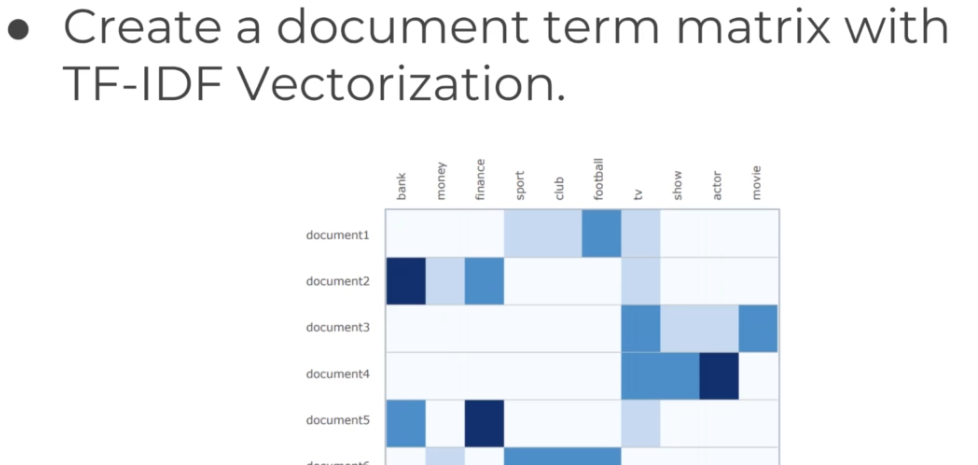 ● Create a document term matrix with
TF-IDF Vectorization.
bank money finance sport club football tv show actor movie
document1
document2
document3
document4
document5
document6